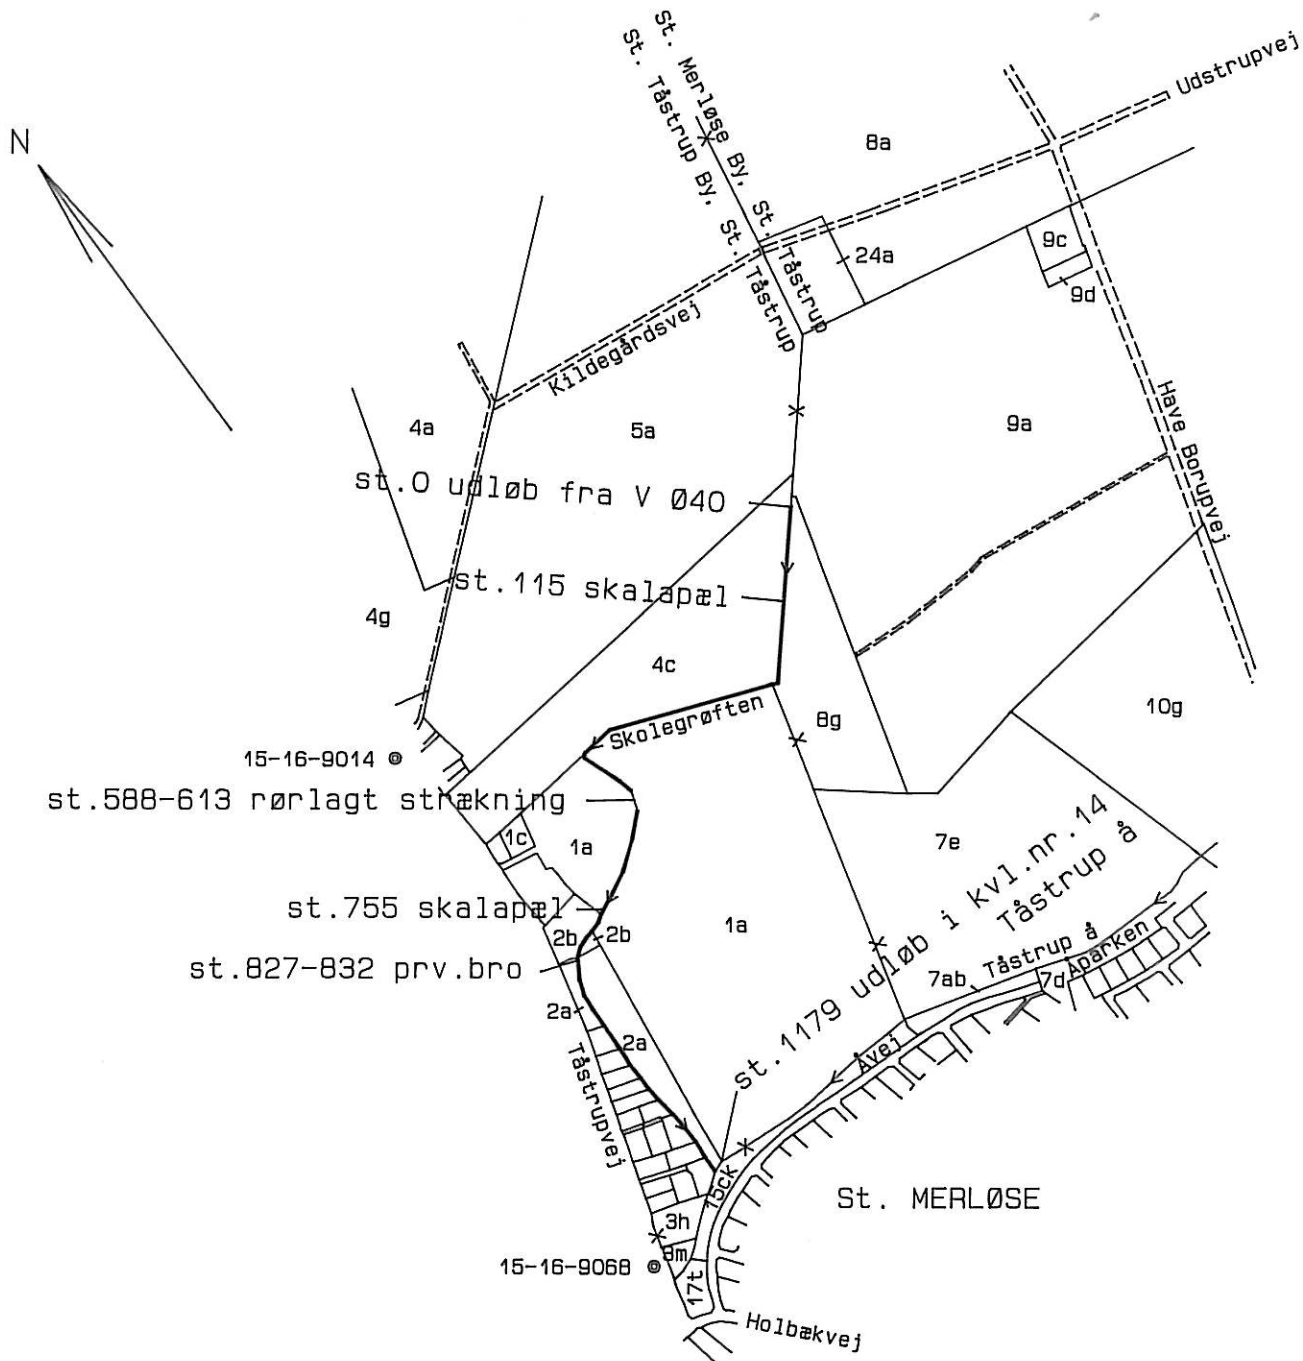 N
St. Merløse By, St. Tåstrup
St. Tåstrup By, St. Tåstrup
Udstrupvej
8a
24a
9c
9d
Kildegårdsvej
4a
5a
9a
Have Borupvej
st.0 udløb fra V Ø40
st.115 skalapæl
4g
4c
8g
10g
Skolegrøften
15-16-9014
st.588-613 rørlagt strækning
1c
1a
7e
st.755 skalapæl
1a
2b
2b
st.827-832 prv.bro
st.1179 udløb i kvl.nr.14
Tåstrup å
7ab
Tåstrup å
7d
Åparken
2a
2a
Åvej
Tåstrupvej
15ck
St. MERLØSE
3h
3m
15-16-9068
17t
Holbækvej